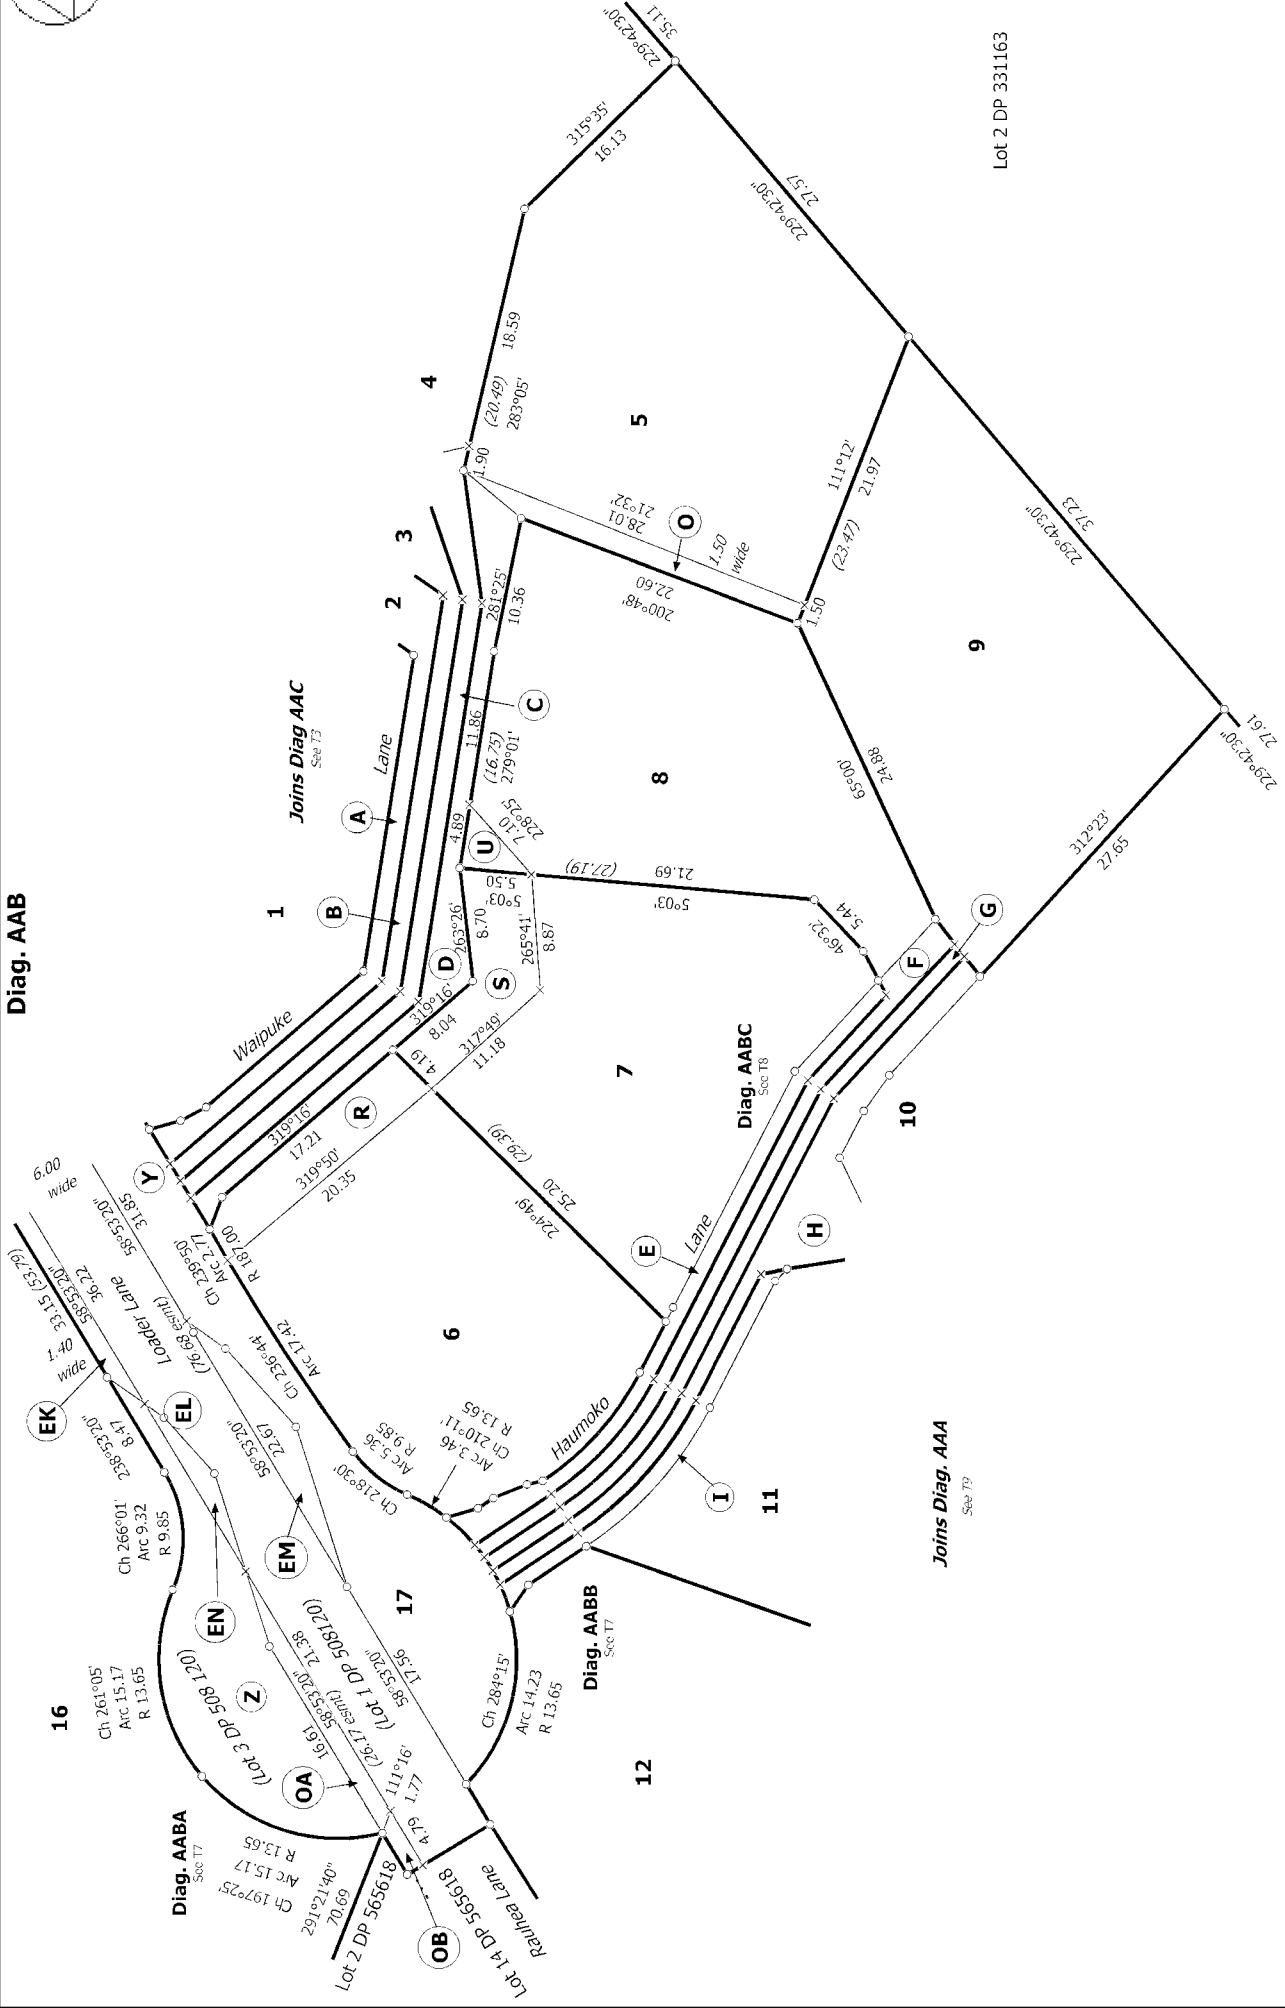 Diag. AAB
Joins Diag AAC
See T3
1
2
3
4
5
6
7
8
9
10
11
12
16
17
Lot 2 DP 331163
Waipuke
Lane
A
B
C
D
S
U
R
Y
O
F
G
H
E
I
Z
EK
EL
EM
EN
OA
OB
229°42'30"
35.11
315°35'
16.13
229°42'30"
27.57
18.59
(20.49)
283°05'
1.90
28.01
21°32'
1.50
wide
22.60
200°48'
111°12'
21.97
(23.47)
1.50
229°42'30"
37.23
229°42'30"
27.61
312°23'
27.65
65°00'
24.88
281°25'
10.36
11.86
(16.75)
279°01'
4.89
7.10
228°25'
5.50
5°03'
(27.19)
21.69
5°03'
5.44
46°32'
263°26'
8.70
265°41'
8.87
319°16'
8.04
317°49'
11.18
4.19
319°16'
17.21
319°50'
20.35
(29.39)
25.20
224°49'
6.00
wide
58°53'20"
31.85
Ch 239°50'
Arc 2.77
R 187.00
Ch 236°44'
Arc 17.42
Loader Lane
(76.68 esmt)
33.15 (53.79)
58°53'20"
36.22
1.40
wide
238°53'20"
8.47
58°53'20"
22.67
Ch 218°30'
Arc 5.36
R 9.85
Arc 3.46
Ch 210°11'
R 13.65
Haumoko
Lane
Diag. AABC
See T8
Ch 266°01'
Arc 9.32
R 9.85
Ch 261°05'
Arc 15.17
R 13.65
(Lot 3 DP 508120)
58°53'20"
21.38
(26.17 esmt)
16.61
(Lot 1 DP 508120)
58°53'20"
17.56
111°16'
1.77
4.79
Ch 284°15'
Arc 14.23
R 13.65
Diag. AABB
See T7
Diag. AABA
See T7
Ch 197°25'
Arc 15.17
R 13.65
291°21'40"
70.69
Lot 2 DP 565618
Lot 14 DP 565618
Rauhea Lane
Joins Diag. AAA
See T9